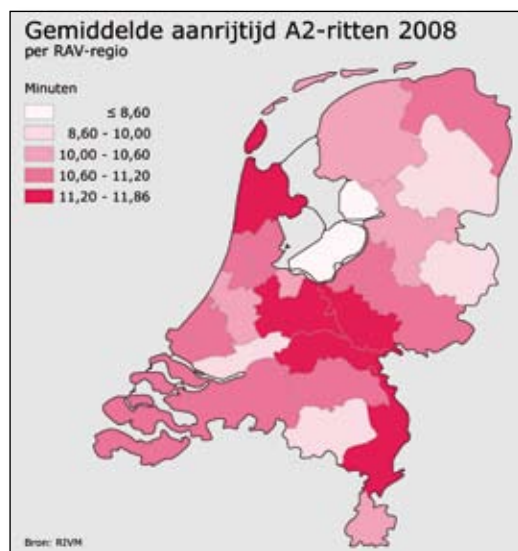 Gemiddelde aanrijtijd A2-ritten 2008
per RAV-regio
Minuten
≤ 8,60
8,60 - 10,00
10,00 - 10,60
10,60 - 11,20
11,20 - 11,86
Bron: RIVM